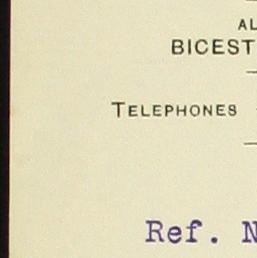 AL
BICEST
TELEPHONES
Ref. N